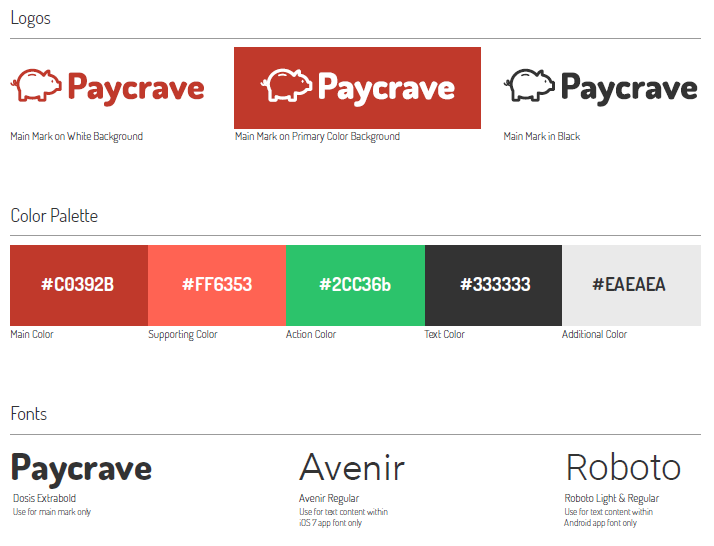 Logos
Paycrave
Paycrave
Paycrave
Main Mark on White Background
Main Mark on Primary Color Background
Main Mark in Black
Color Palette
#C0392B
#FF6353
#2CC36b
#333333
#EAEAEA
Main Color
Supporting Color
Action Color
Text Color
Additional Color
Fonts
Paycrave
Avenir
Roboto
Dosis Extrabold
Avenir Regular
Roboto Light & Regular
Use for main mark only
Use for text content within
iOS 7 app font only
Use for text content within
Android app font only